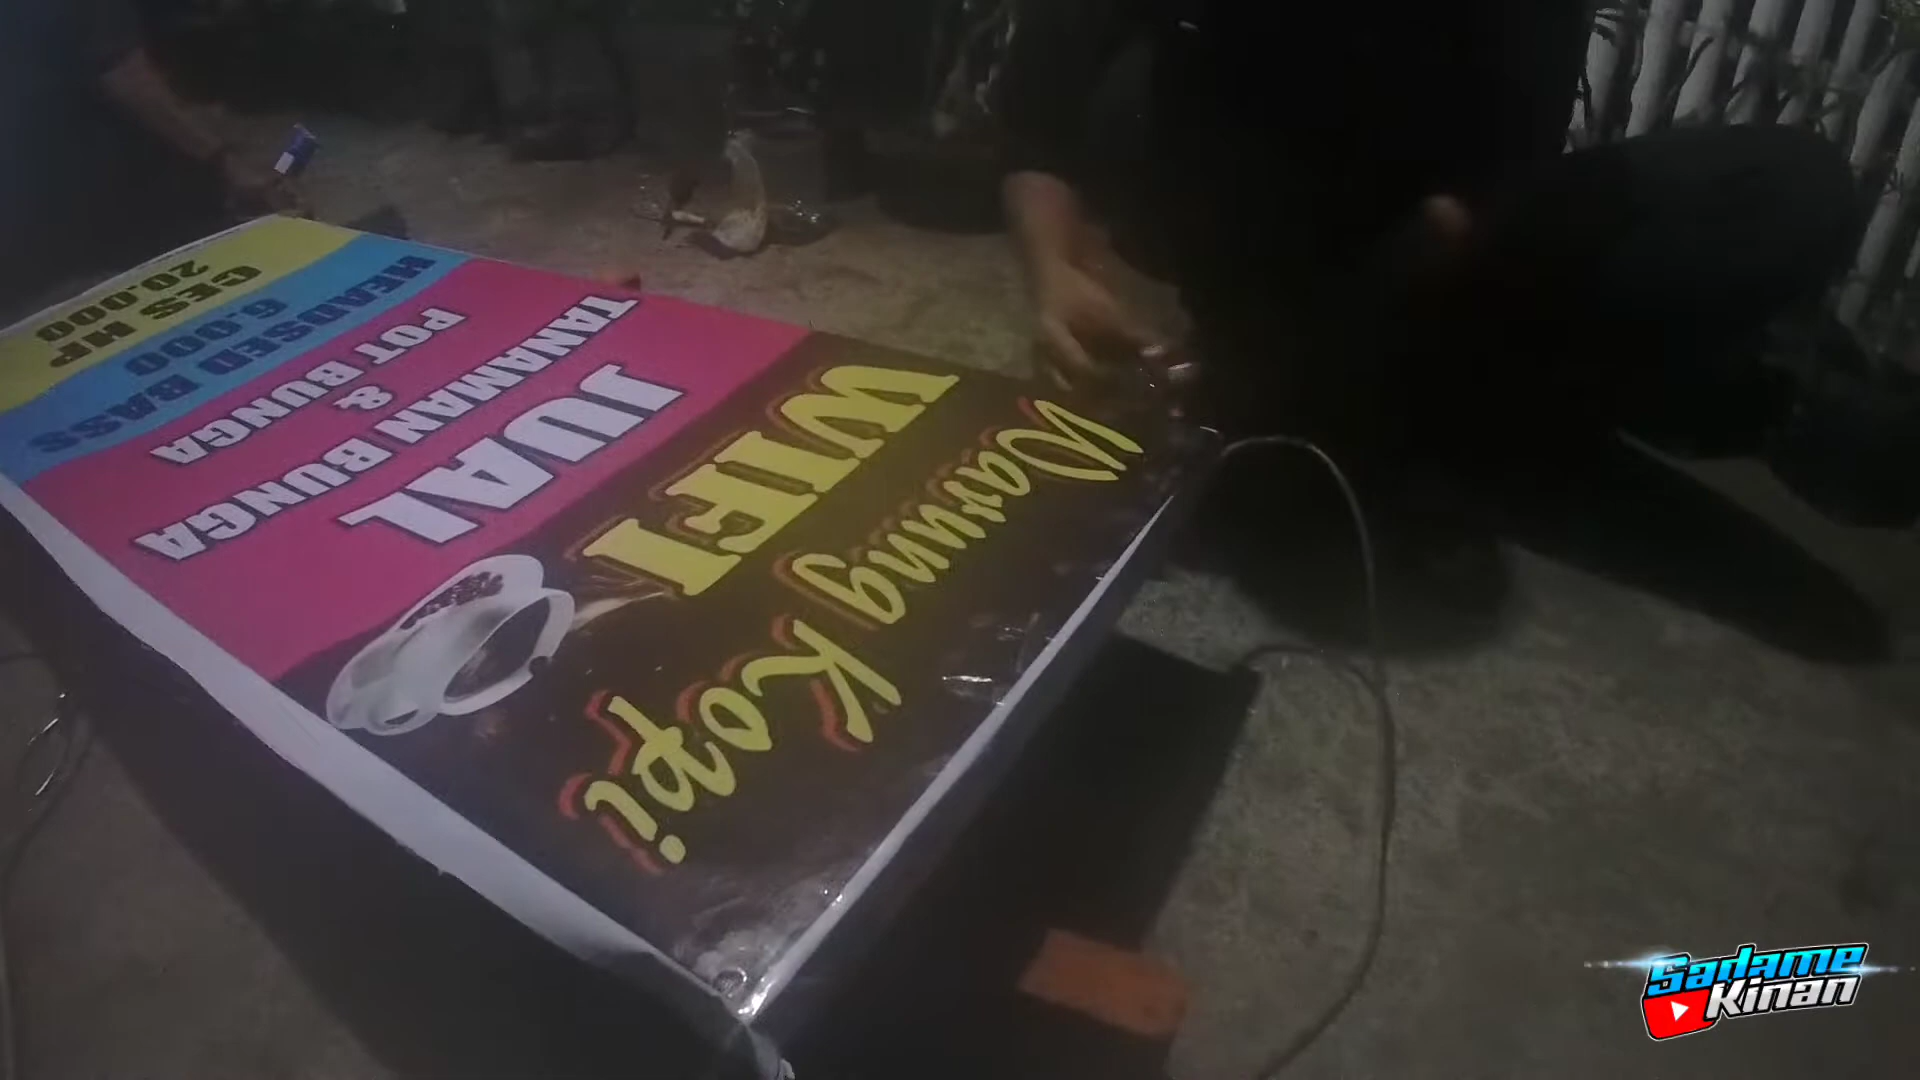 Warung Kopi
WIFI
JUAL
TANAMAN BUNGA
&
POT BUNGA
HEADSED BASS
6.000
CES HP
20.000
Sadame
Kinan